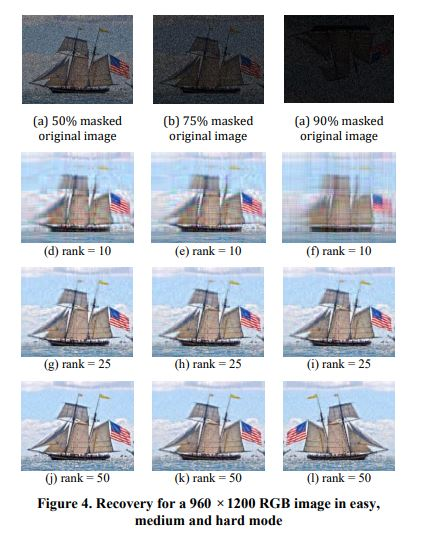 (a) 50% masked
original image
(b) 75% masked
original image
(a) 90% masked
original image
(d) rank = 10
(e) rank = 10
(f) rank = 10
(g) rank = 25
(h) rank = 25
(i) rank = 25
(j) rank = 50
(k) rank = 50
(l) rank = 50
Figure 4. Recovery for a 960 × 1200 RGB image in easy,
medium and hard mode